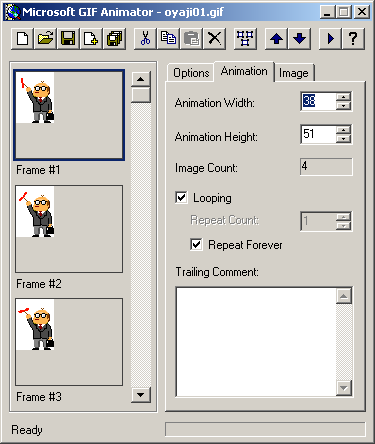 Microsoft GIF Animator - oyaji01.gif
Options Animation Image
Animation Width: 38
Animation Height: 51
Image Count: 4
Looping
Repeat Count: 1
Repeat Forever
Trailing Comment:
Frame #1
Frame #2
Frame #3
Ready